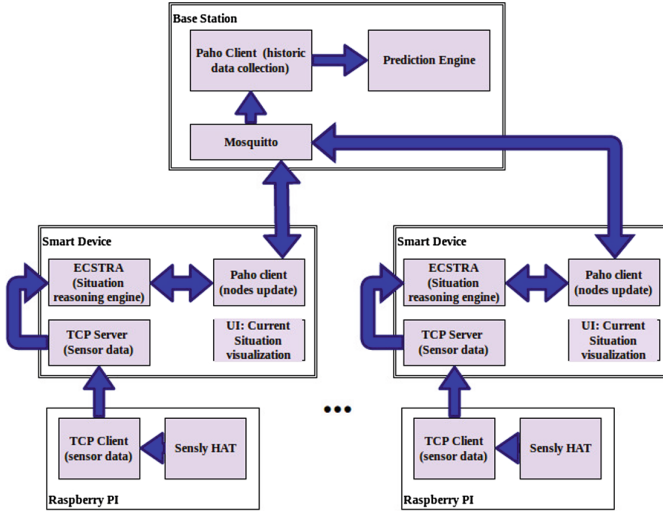 Base Station
Paho Client (historic
data collection)
Prediction Engine
Mosquitto
Smart Device
ECSTRA
(Situation
reasoning engine)
Paho client
(nodes update)
TCP Server
(Sensor data)
UI: Current
Situation
visualization
TCP Client
(sensor data)
Sensly HAT
Raspberry PI
•••
Smart Device
ECSTRA
(Situation
reasoning engine)
Paho client
(nodes update)
TCP Server
(Sensor data)
UI: Current
Situation
visualization
TCP Client
(sensor data)
Sensly HAT
Raspberry PI